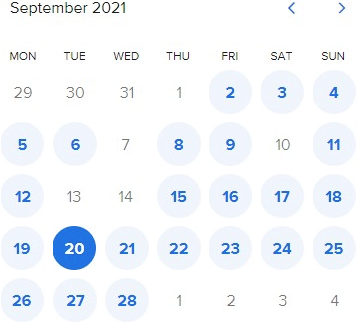 September 2021
MON TUE WED THU FRI SAT SUN
29 30 31 1 2 3 4
5 6 7 8 9 10 11
12 13 14 15 16 17 18
19 20 21 22 23 24 25
26 27 28 1 2 3 4